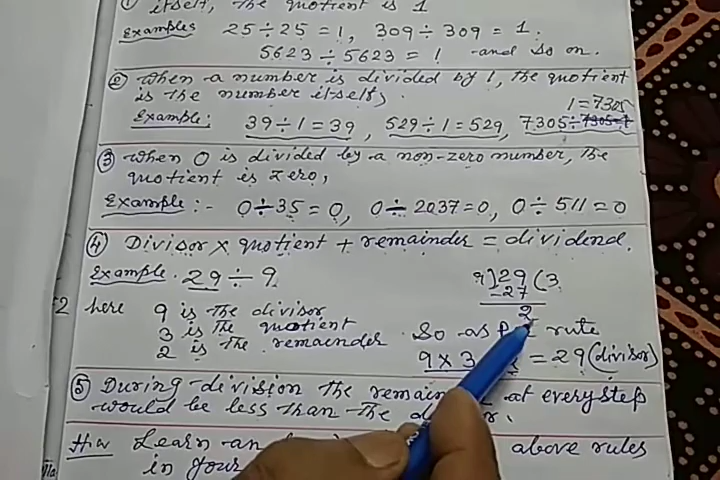 ① itself, the quotient is 1
Examples 25÷25=1, 309÷309=1.
5623÷5623=1 and so on.
② When a number is divided by 1, the quotient
is the number itself,
1=7305
Example: 39÷1=39, 529÷1=529, 7305÷7305=1
③ When 0 is divided by a non-zero number, the
quotient is zero,
Example:- 0÷35=0, 0÷2037=0, 0÷511=0
④ Divisor x quotient + remainder = dividend.
Example. 29÷9
9)29(3
-27
2
2 here 9 is the divisor
3 is the quotient
2 is the remainder
So as rule
9x3 =29(divisor)
⑤ During division the remain at every step
would be less than the
H.W Learn above rules
in your